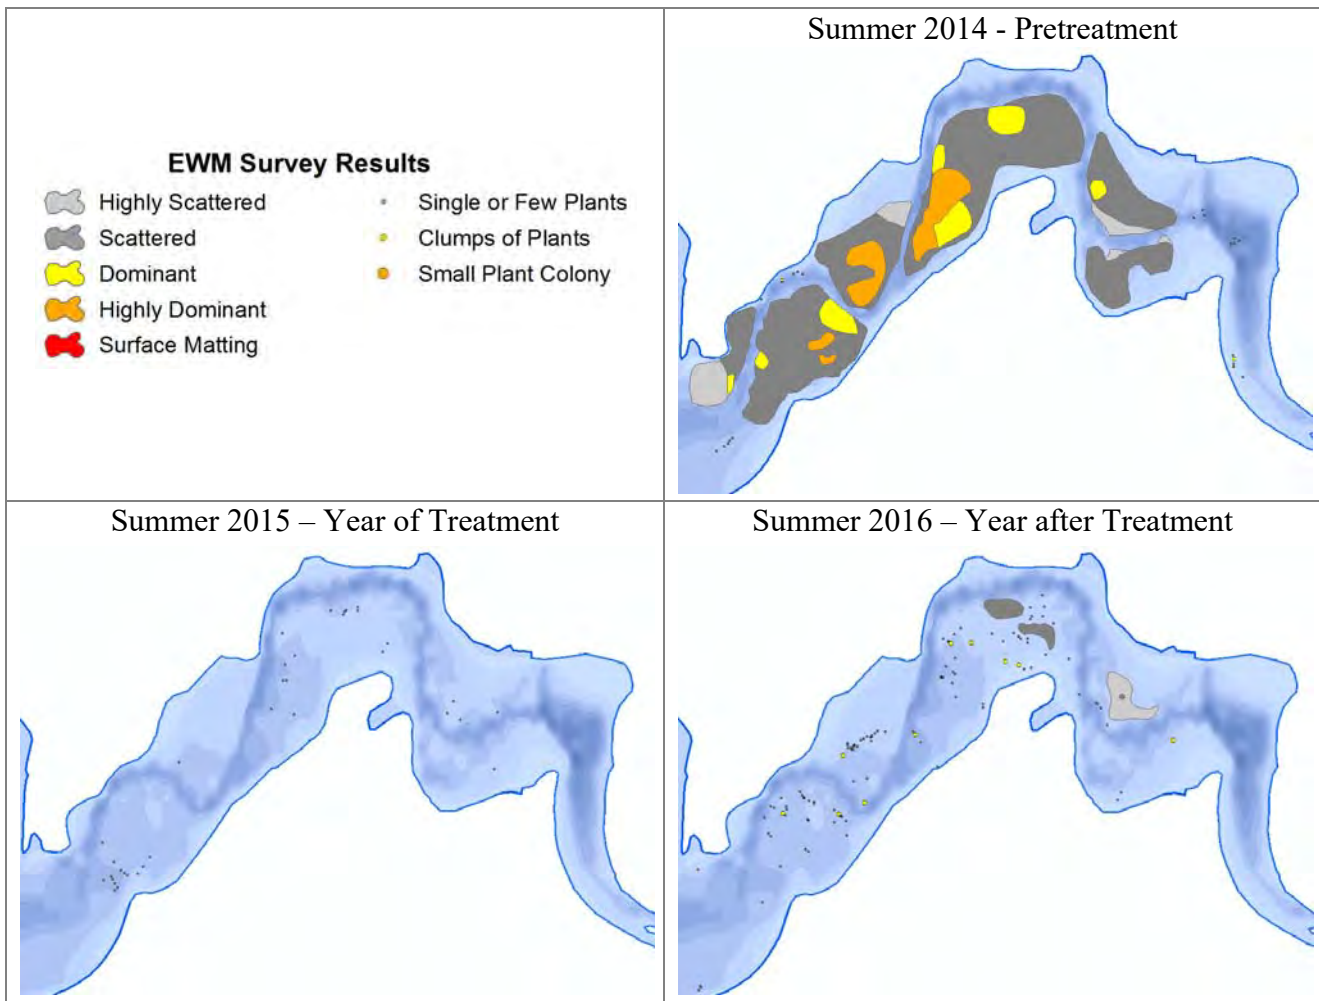 Summer 2014 - Pretreatment
EWM Survey Results
Highly Scattered
Scattered
Dominant
Highly Dominant
Surface Matting
Single or Few Plants
Clumps of Plants
Small Plant Colony
Summer 2015 – Year of Treatment
Summer 2016 – Year after Treatment